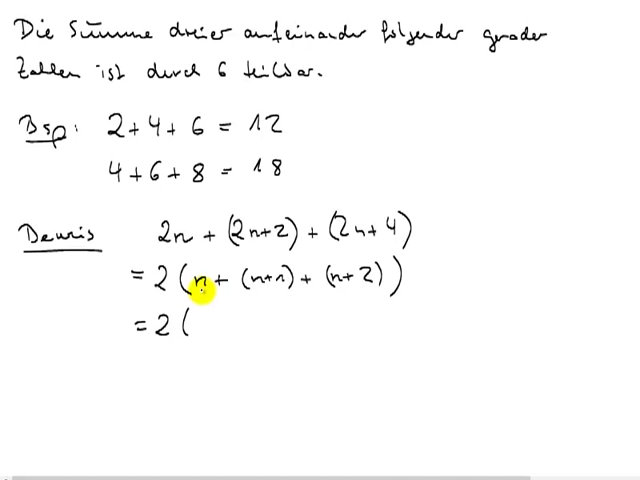 Die Summe dreier aufeinander folgender gerader
Zahlen ist durch 6 teilbar.
Bsp: 2 + 4 + 6 = 12
4 + 6 + 8 = 18
Beweis 2n + (2n+2) + (2n+4)
= 2 ( n + (n+1) + (n+2) )
= 2 (